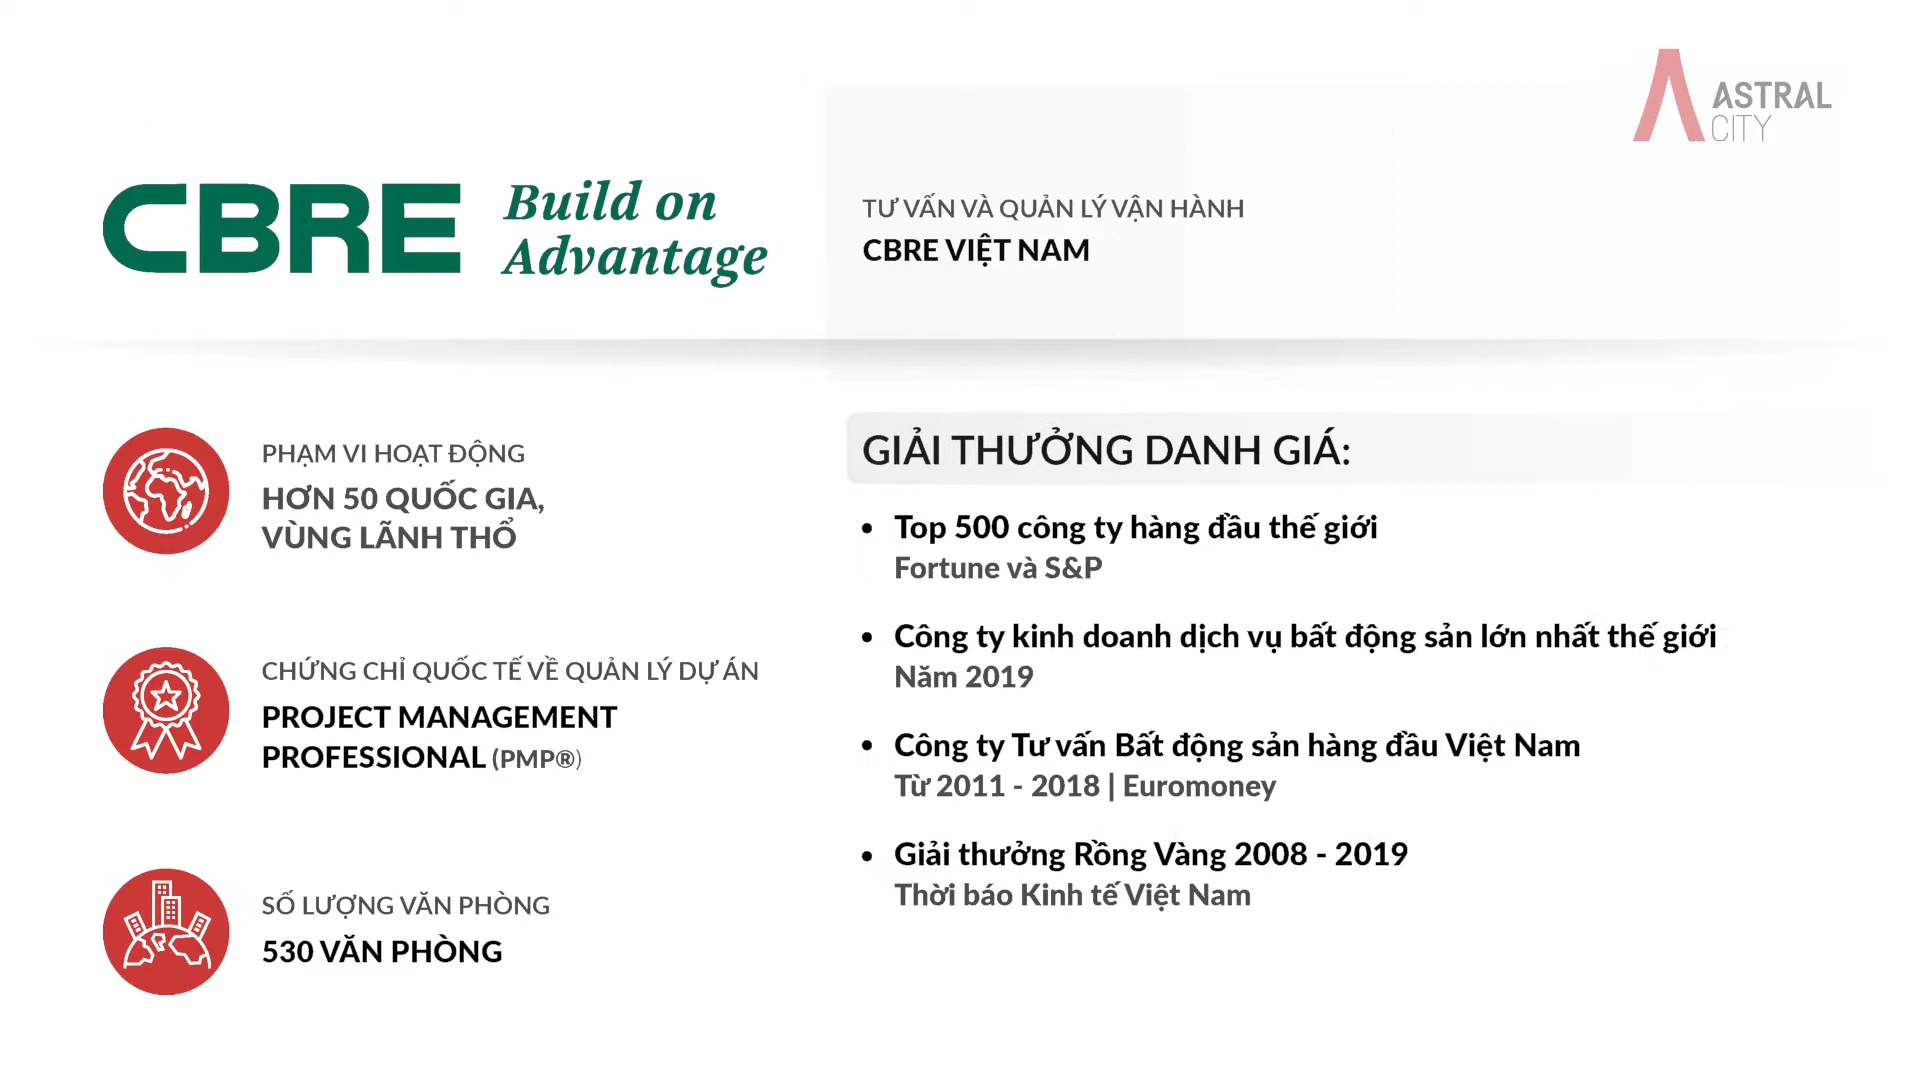 ASTRAL
CITY
CBRE
Build on
Advantage
TƯ VẤN VÀ QUẢN LÝ VẬN HÀNH
CBRE VIỆT NAM
PHẠM VI HOẠT ĐỘNG
HƠN 50 QUỐC GIA,
VÙNG LÃNH THỔ
CHỨNG CHỈ QUỐC TẾ VỀ QUẢN LÝ DỰ ÁN
PROJECT MANAGEMENT
PROFESSIONAL (PMP®)
SỐ LƯỢNG VĂN PHÒNG
530 VĂN PHÒNG
GIẢI THƯỞNG DANH GIÁ:
• Top 500 công ty hàng đầu thế giới
Fortune và S&P
• Công ty kinh doanh dịch vụ bất động sản lớn nhất thế giới
Năm 2019
• Công ty Tư vấn Bất động sản hàng đầu Việt Nam
Từ 2011 - 2018 | Euromoney
• Giải thưởng Rồng Vàng 2008 - 2019
Thời báo Kinh tế Việt Nam